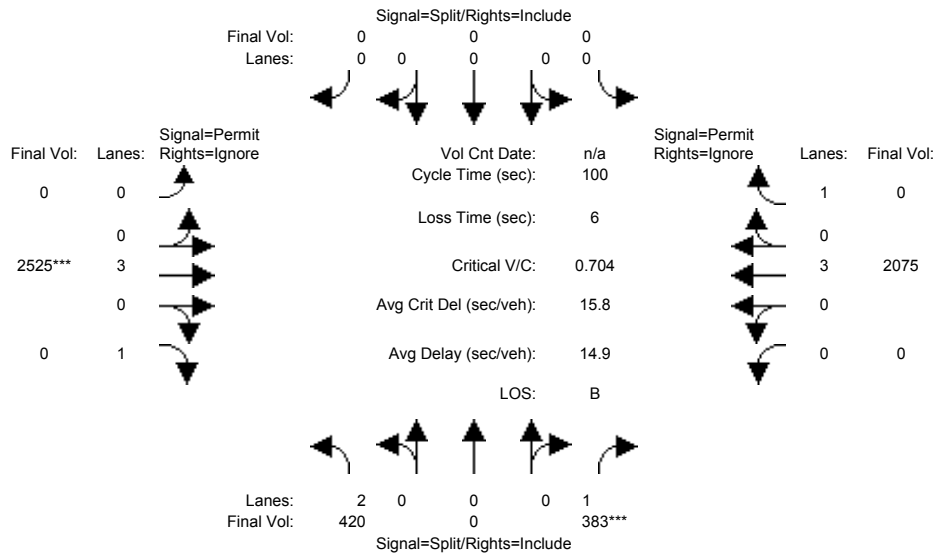 Signal=Split/Rights=Include
Final Vol: 0 0 0
Lanes: 0 0 0 0 0
Signal=Permit Signal=Permit
Final Vol: Lanes: Rights=Ignore Vol Cnt Date: n/a Rights=Ignore Lanes: Final Vol:
Cycle Time (sec): 100
0 0 1 0
Loss Time (sec): 6
0 0
2525*** 3 Critical V/C: 0.704 3 2075
0 Avg Crit Del (sec/veh): 15.8 0
0 1 Avg Delay (sec/veh): 14.9 0 0
LOS: B
Lanes: 2 0 0 0 1
Final Vol: 420 0 383***
Signal=Split/Rights=Include